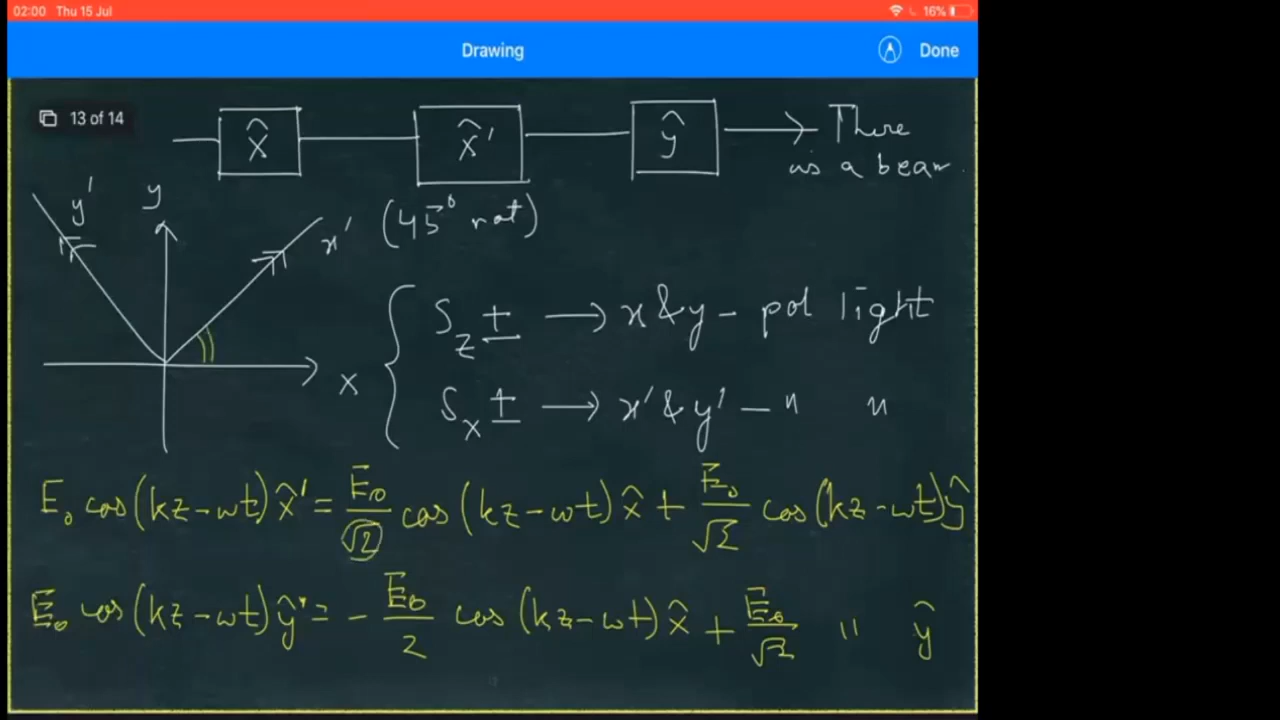 02:00 Thu 15 Jul 16%
Drawing Done
13 of 14
x̂ x̂' ŷ → There
is a beam.
y' y x' (45° rot)
x
S_z ± → x & y - pol light
S_x ± → x' & y' - " "
E₀ cos(kz-ωt) x̂' = E₀/√2 cos(kz-ωt) x̂ + E₀/√2 cos(kz-ωt) ŷ
E₀ cos(kz-ωt) ŷ' = - E₀/2 cos(kz-ωt) x̂ + E₀/√2 " ŷ